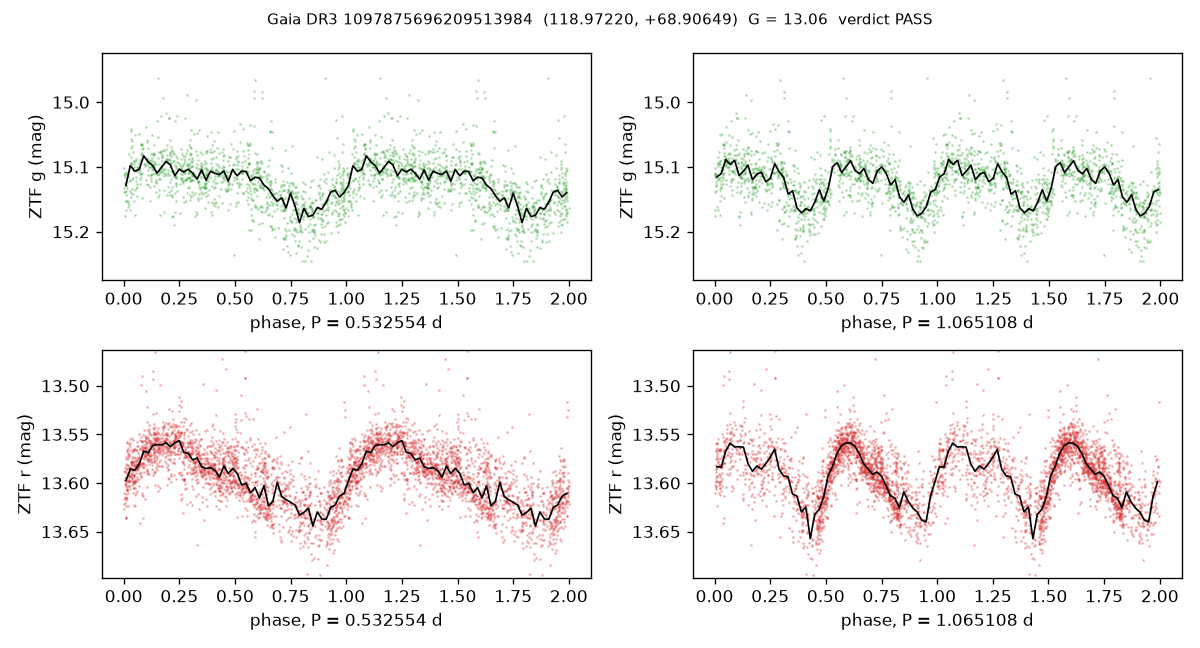 Gaia DR3 1097875696209513984 (118.97220, +68.90649) G = 13.06 verdict PASS
ZTF g (mag)
15.0
15.1
15.2
0.00 0.25 0.50 0.75 1.00 1.25 1.50 1.75 2.00
phase, P = 0.532554 d
ZTF g (mag)
15.0
15.1
15.2
0.00 0.25 0.50 0.75 1.00 1.25 1.50 1.75 2.00
phase, P = 1.065108 d
ZTF r (mag)
13.50
13.55
13.60
13.65
0.00 0.25 0.50 0.75 1.00 1.25 1.50 1.75 2.00
phase, P = 0.532554 d
ZTF r (mag)
13.50
13.55
13.60
13.65
0.00 0.25 0.50 0.75 1.00 1.25 1.50 1.75 2.00
phase, P = 1.065108 d